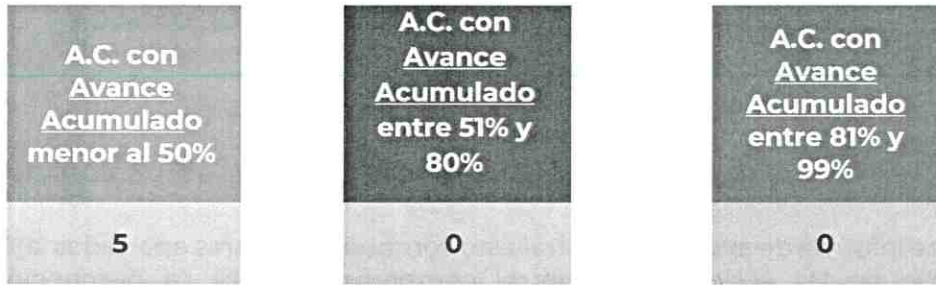 A.C. con
Avance
Acumulado
menor al 50%
5
A.C. con
Avance
Acumulado
entre 51% y
80%
0
A.C. con
Avance
Acumulado
entre 81% y
99%
0